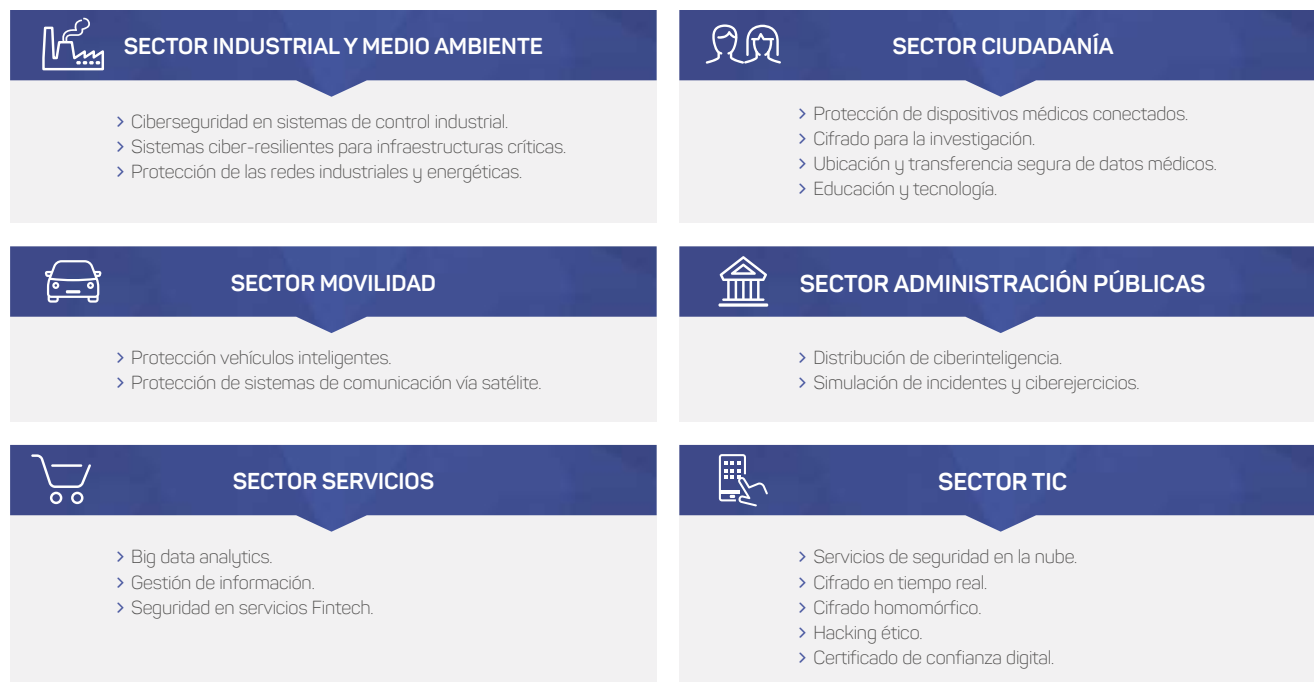 SECTOR INDUSTRIAL Y MEDIO AMBIENTE
> Ciberseguridad en sistemas de control industrial.
> Sistemas ciber-resilientes para infraestructuras críticas.
> Protección de las redes industriales y energéticas.
SECTOR CIUDADANÍA
> Protección de dispositivos médicos conectados.
> Cifrado para la investigación.
> Ubicación y transferencia segura de datos médicos.
> Educación y tecnología.
SECTOR MOVILIDAD
> Protección vehículos inteligentes.
> Protección de sistemas de comunicación vía satélite.
SECTOR ADMINISTRACIÓN PÚBLICAS
> Distribución de ciberinteligencia.
> Simulación de incidentes y ciberejercicios.
SECTOR SERVICIOS
> Big data analytics.
> Gestión de información.
> Seguridad en servicios Fintech.
SECTOR TIC
> Servicios de seguridad en la nube.
> Cifrado en tiempo real.
> Cifrado homomórfico.
> Hacking ético.
> Certificado de confianza digital.